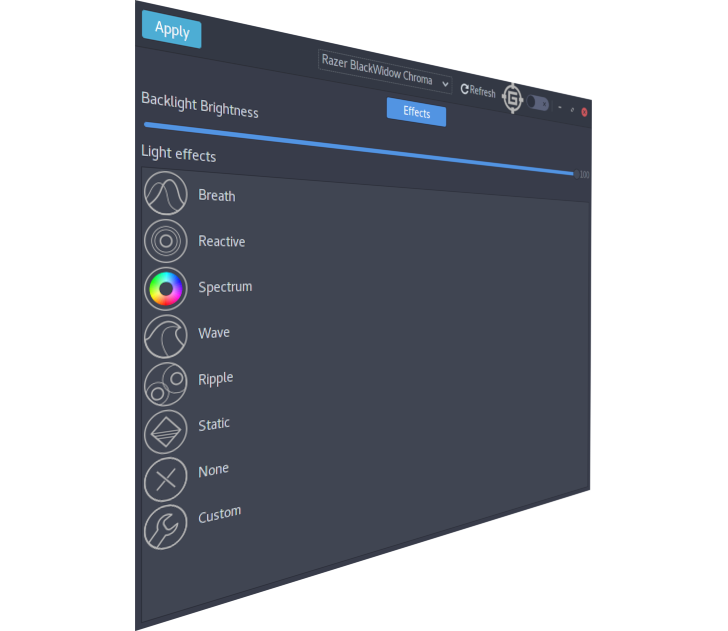 Apply
Razer BlackWidow Chroma
Refresh
Effects
Backlight Brightness
100
Light effects
Breath
Reactive
Spectrum
Wave
Ripple
Static
None
Custom